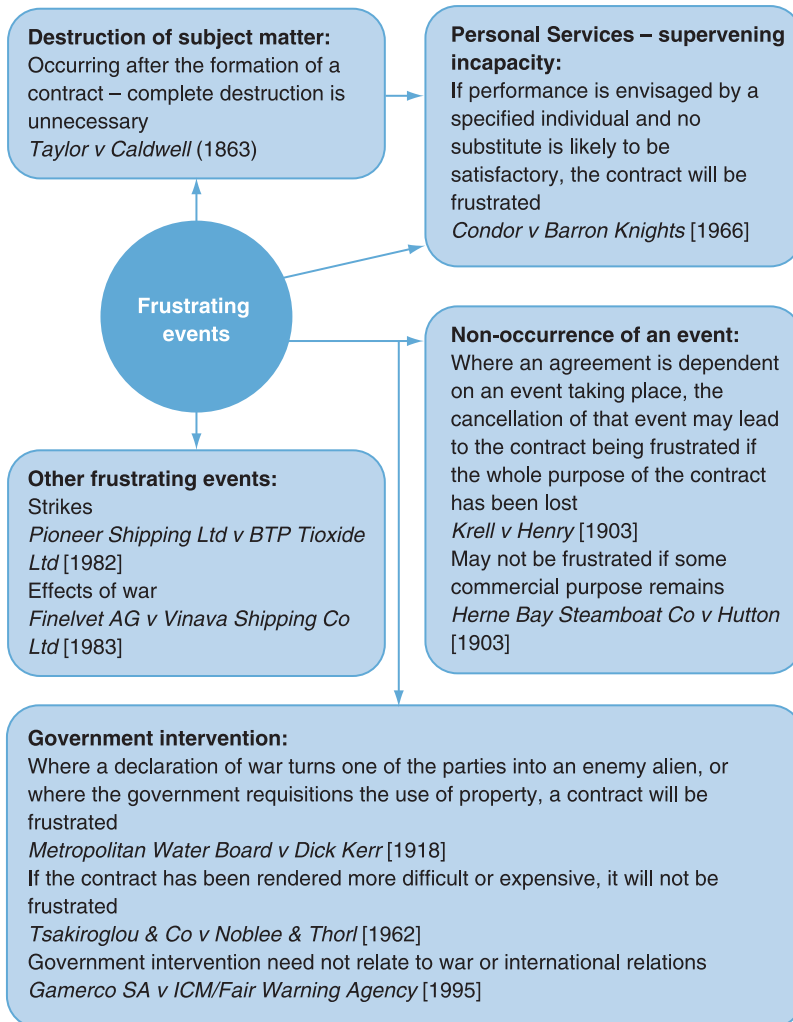 Destruction of subject matter:
Occurring after the formation of a
contract – complete destruction is
unnecessary
Taylor v Caldwell (1863)
Personal Services – supervening
incapacity:
If performance is envisaged by a
specified individual and no
substitute is likely to be
satisfactory, the contract will be
frustrated
Condor v Barron Knights [1966]
Frustrating
events
Non-occurrence of an event:
Where an agreement is dependent
on an event taking place, the
cancellation of that event may lead
to the contract being frustrated if
the whole purpose of the contract
has been lost
Krell v Henry [1903]
May not be frustrated if some
commercial purpose remains
Herne Bay Steamboat Co v Hutton
[1903]
Other frustrating events:
Strikes
Pioneer Shipping Ltd v BTP Tioxide
Ltd [1982]
Effects of war
Finelvet AG v Vinava Shipping Co
Ltd [1983]
Government intervention:
Where a declaration of war turns one of the parties into an enemy alien, or
where the government requisitions the use of property, a contract will be
frustrated
Metropolitan Water Board v Dick Kerr [1918]
If the contract has been rendered more difficult or expensive, it will not be
frustrated
Tsakiroglou & Co v Noblee & Thorl [1962]
Government intervention need not relate to war or international relations
Gamerco SA v ICM/Fair Warning Agency [1995]